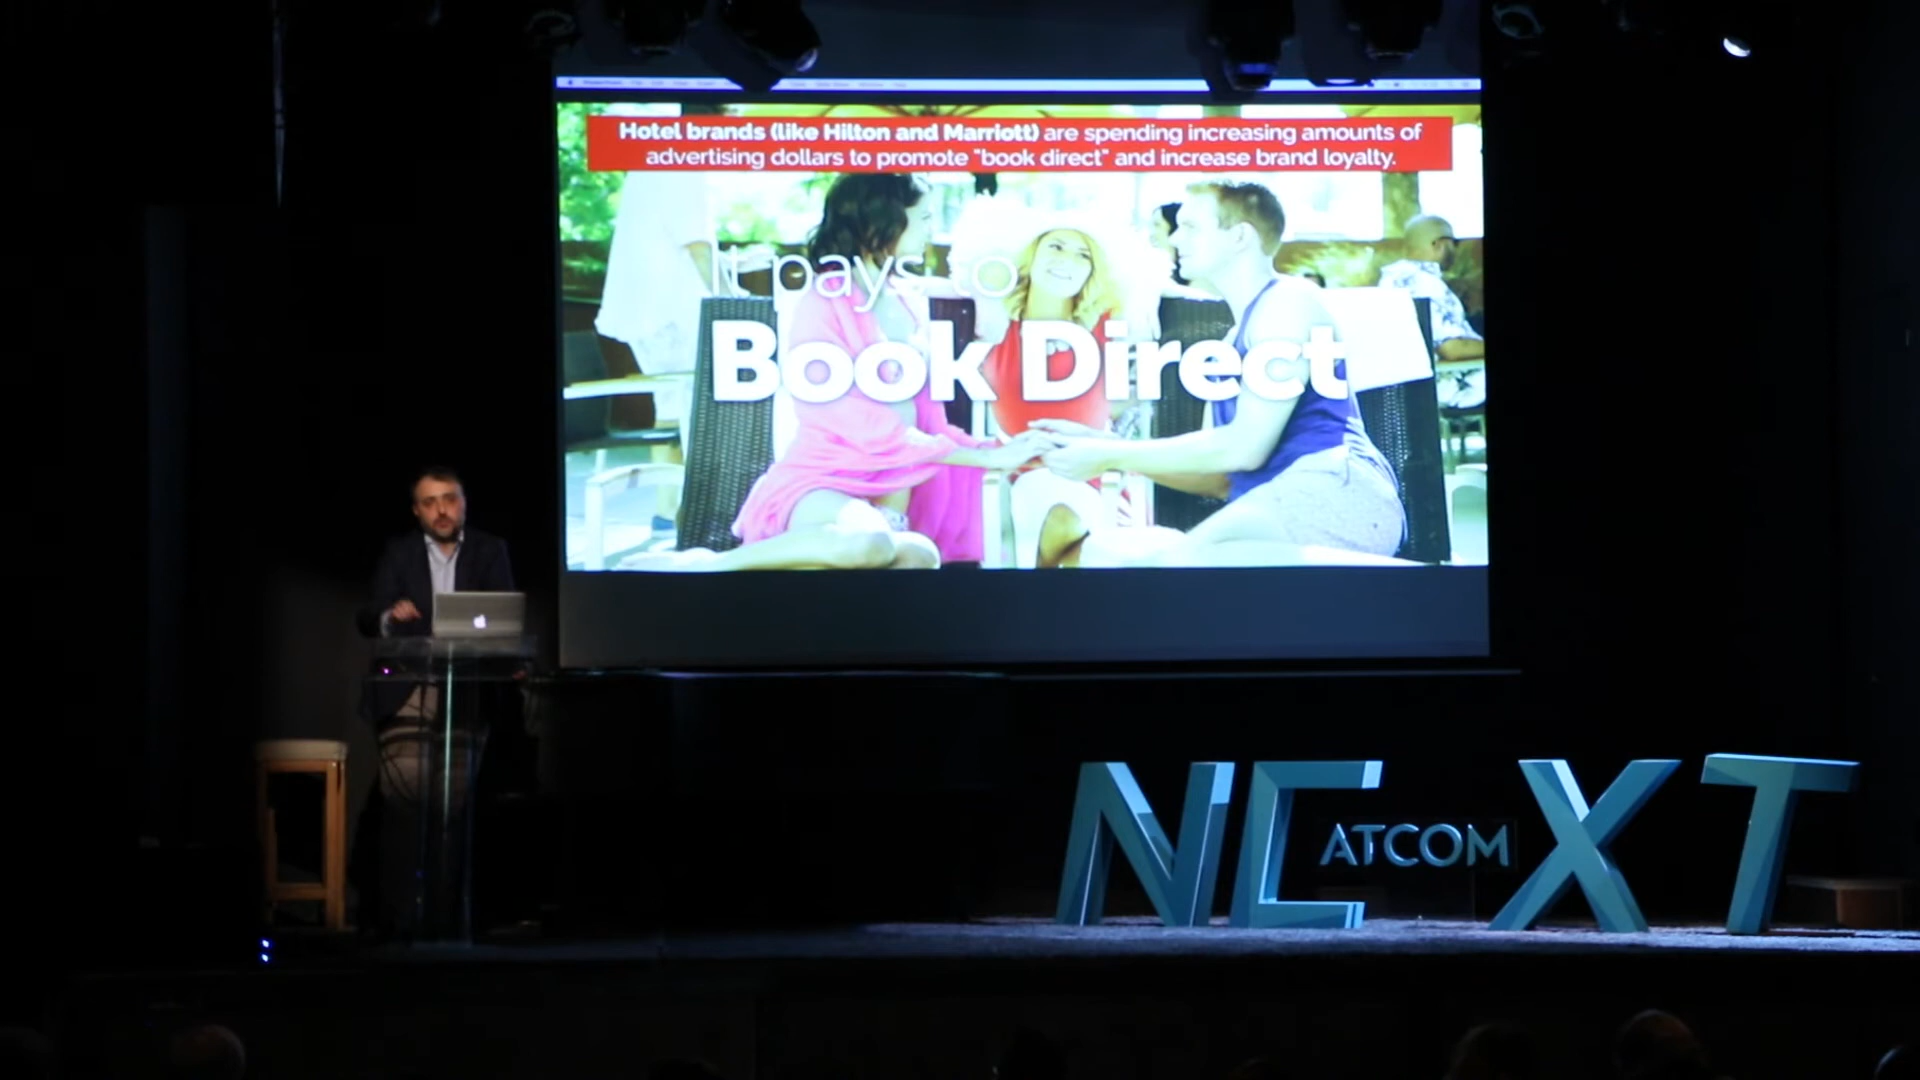 Hotel brands (like Hilton and Marriott) are spending increasing amounts of
advertising dollars to promote "book direct" and increase brand loyalty.
It pays to
Book Direct
NEXT
ATCOM